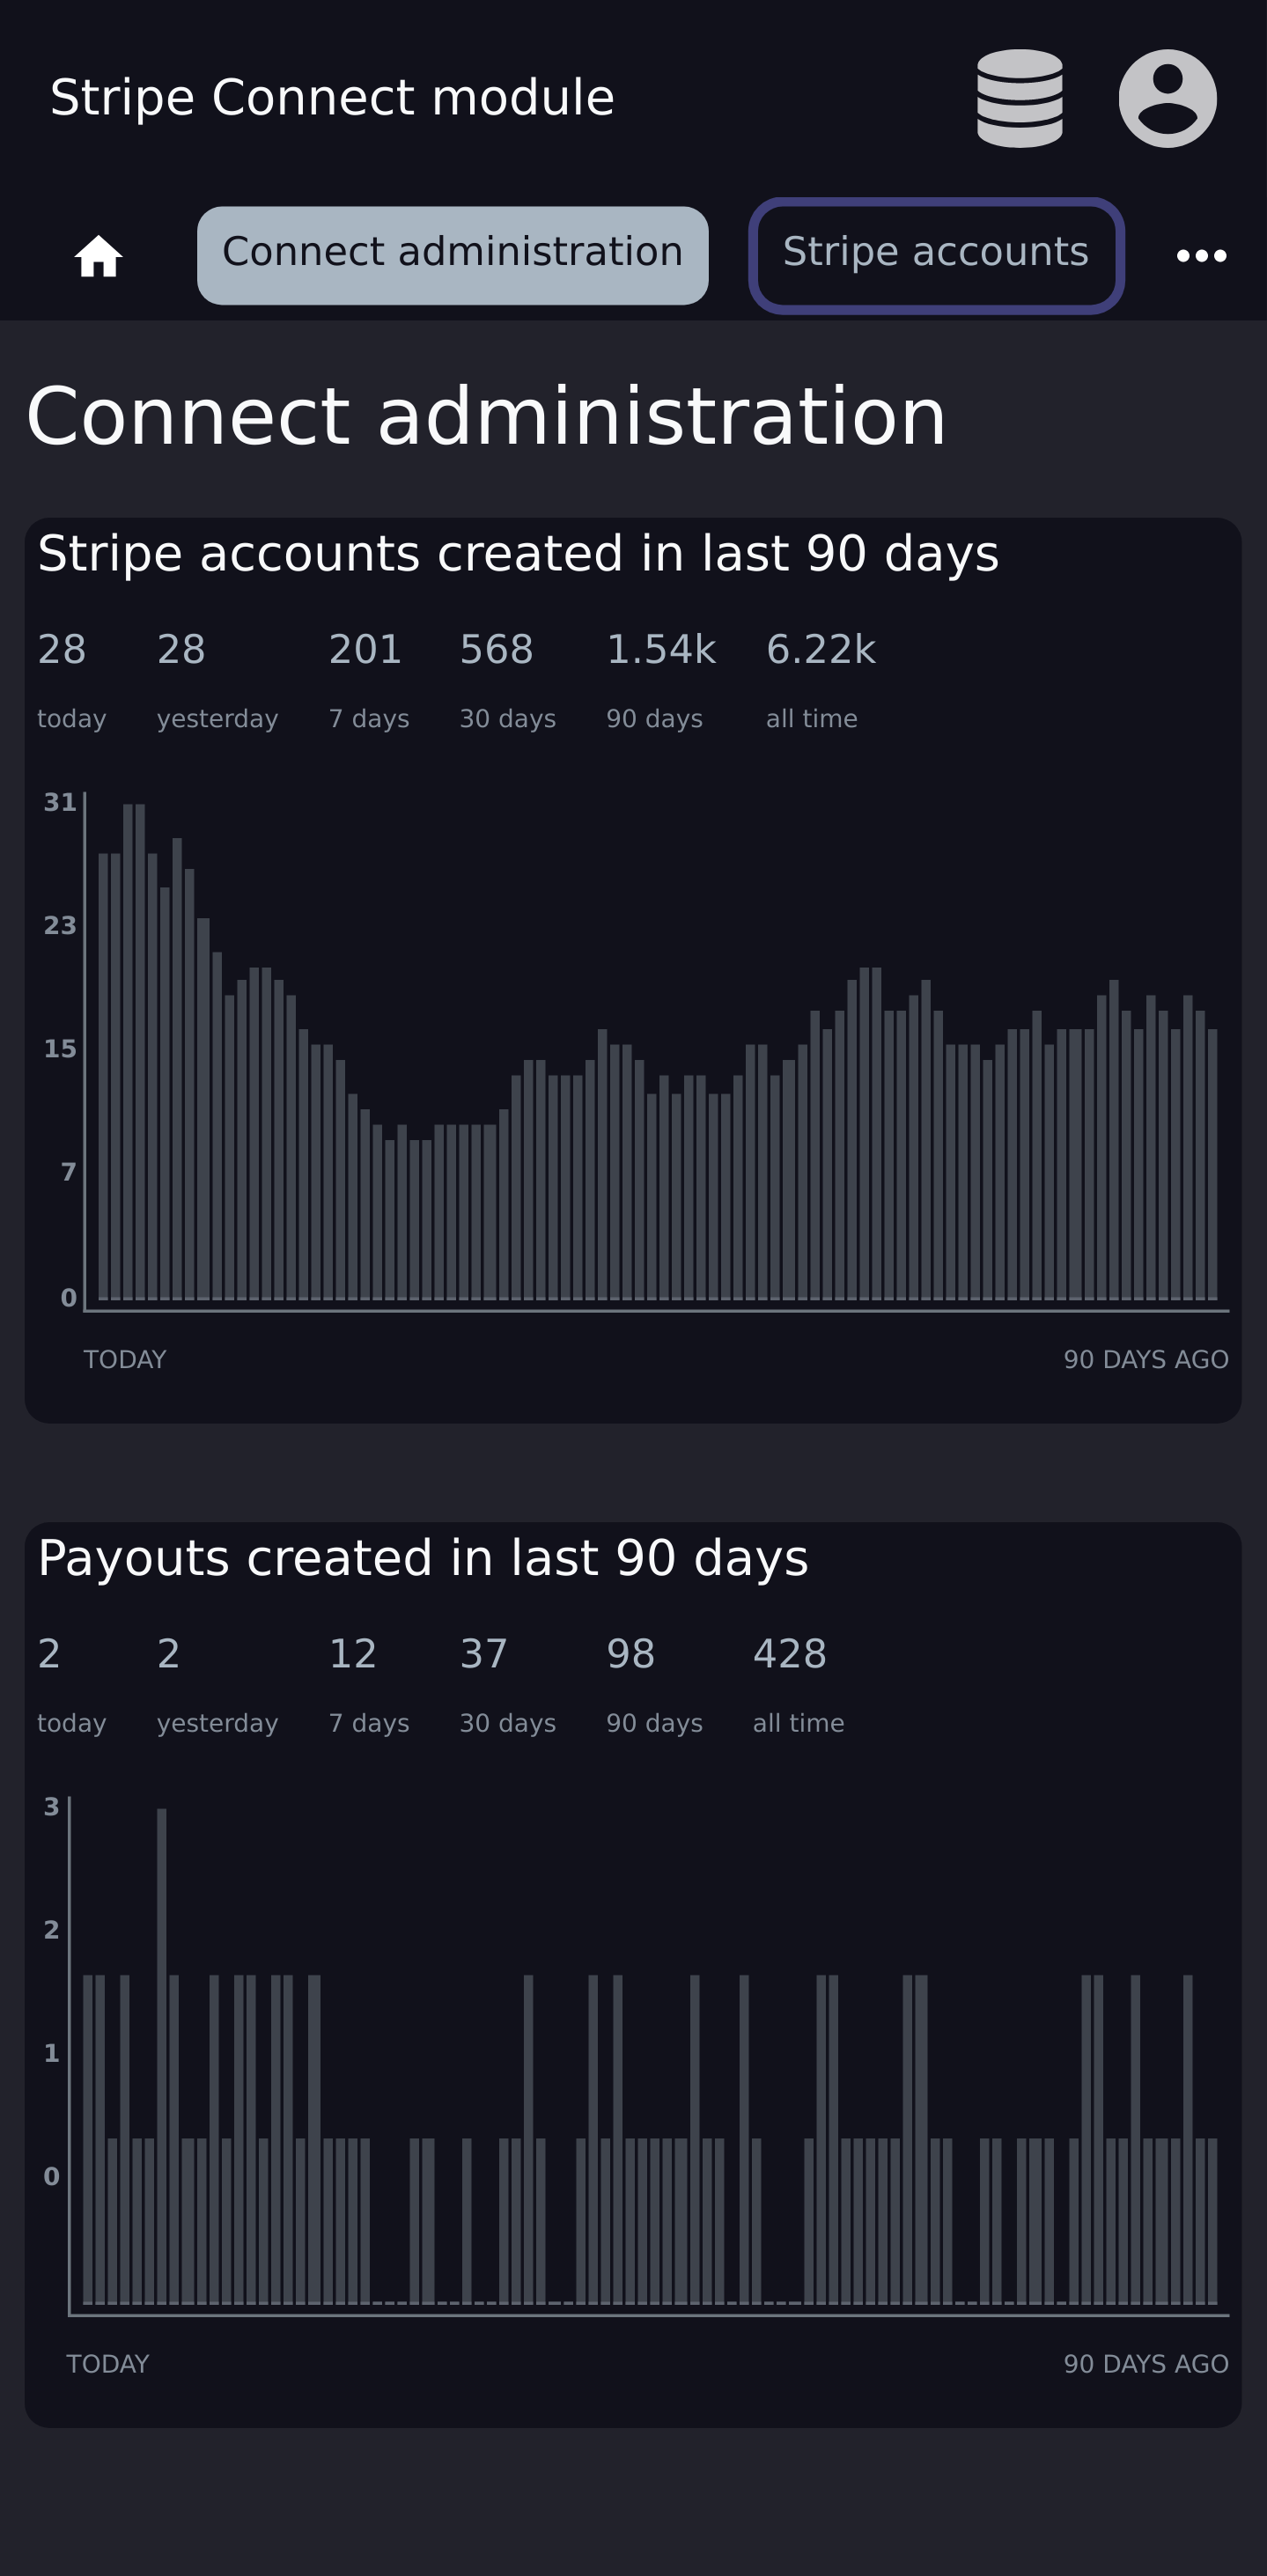 Stripe Connect module
Connect administration Stripe accounts
Connect administration
Stripe accounts created in last 90 days
28 28 201 568 1.54k 6.22k
today yesterday 7 days 30 days 90 days all time
31
23
15
7
0
TODAY 90 DAYS AGO
Payouts created in last 90 days
2 2 12 37 98 428
today yesterday 7 days 30 days 90 days all time
3
2
1
0
TODAY 90 DAYS AGO